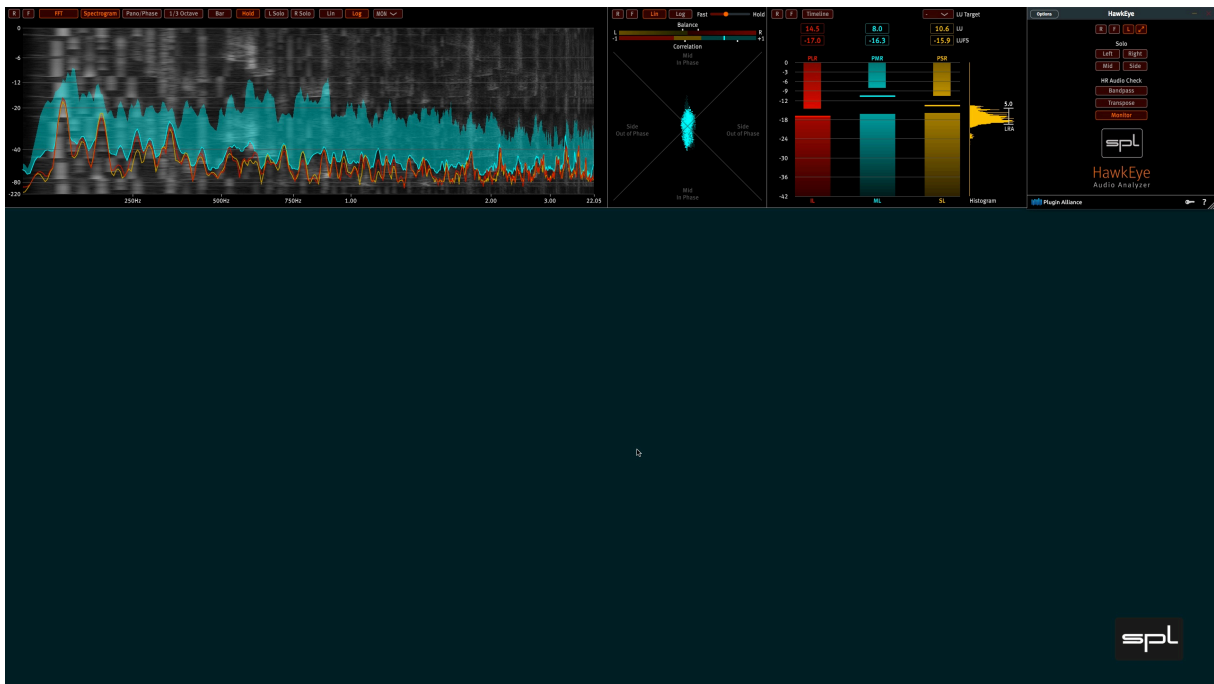 R F FFT Spectrogram Pano/Phase 1/3 Octave Bar Hold L Solo R Solo Lin Log MON
0
-6
-12
-20
-40
-80
-220
250Hz 500Hz 750Hz 1.00 2.00 3.00 22.05
R F Lin Log Fast Hold
Balance
L R
-1 +1
Correlation
Mid
In Phase
Side
Out of Phase
Side
Out of Phase
Mid
In Phase
R F Timeline - LU Target
14.5 8.0 10.6 LU
-17.0 -16.3 -15.9 LUFS
PLR PMR PSR
0
-3
-6
-9
-12
-18
-24
-30
-36
-42
IL ML SL Histogram
5.0
LRA
Options HawkEye
R F L
Solo
Left Right
Mid Side
HR Audio Check
Bandpass
Transpose
Monitor
spl
HawkEye
Audio Analyzer
Plugin Alliance ?
spl